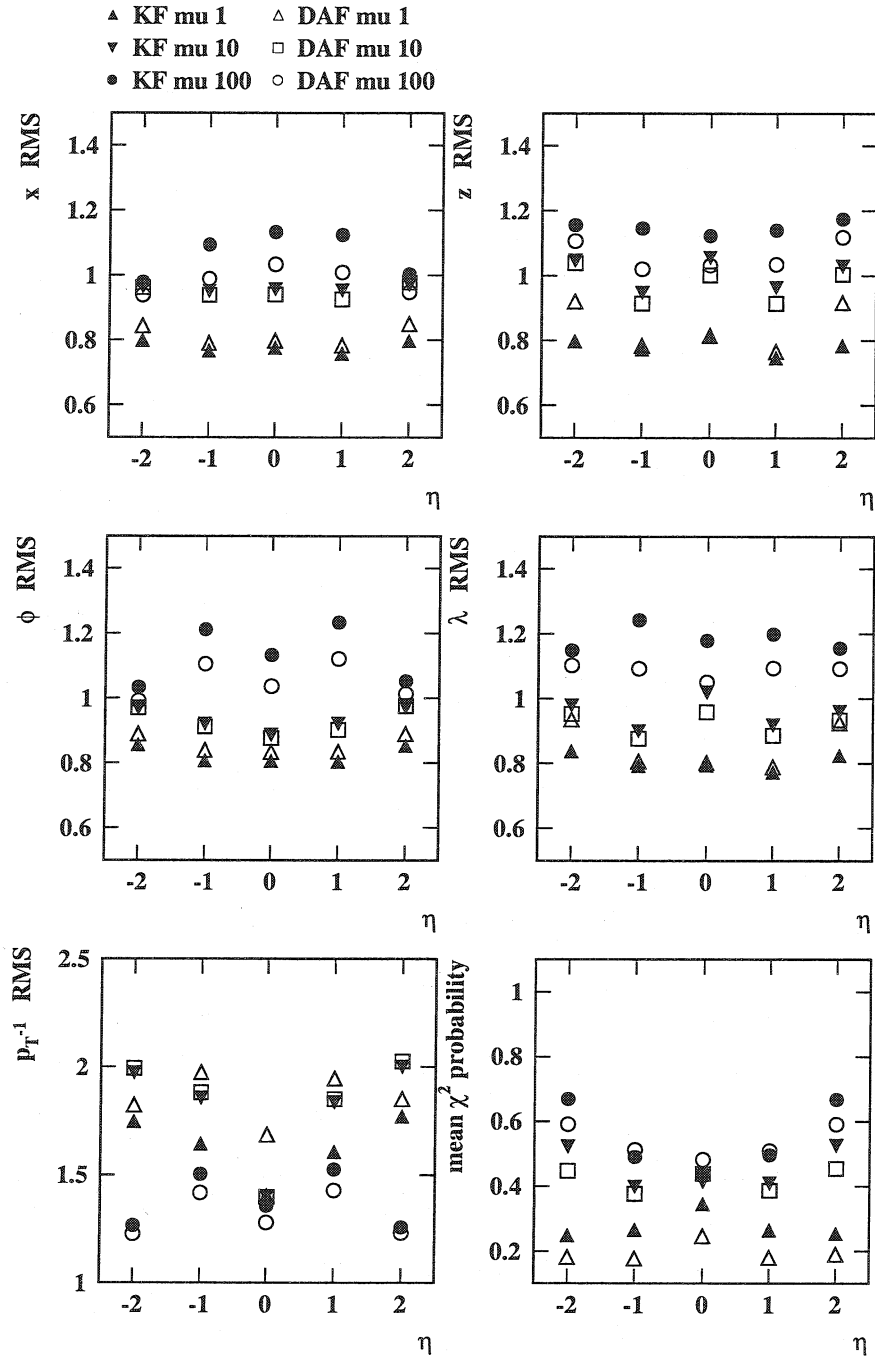 ▲ KF mu 1 △ DAF mu 1
▼ KF mu 10 □ DAF mu 10
● KF mu 100 ○ DAF mu 100
x RMS
1.4
1.2
1
0.8
0.6
-2 -1 0 1 2
η
z RMS
1.4
1.2
1
0.8
0.6
-2 -1 0 1 2
η
ϕ RMS
1.4
1.2
1
0.8
0.6
-2 -1 0 1 2
η
λ RMS
1.4
1.2
1
0.8
0.6
-2 -1 0 1 2
η
p_T⁻¹ RMS
2.5
2
1.5
1
-2 -1 0 1 2
η
mean χ² probability
1
0.8
0.6
0.4
0.2
-2 -1 0 1 2
η